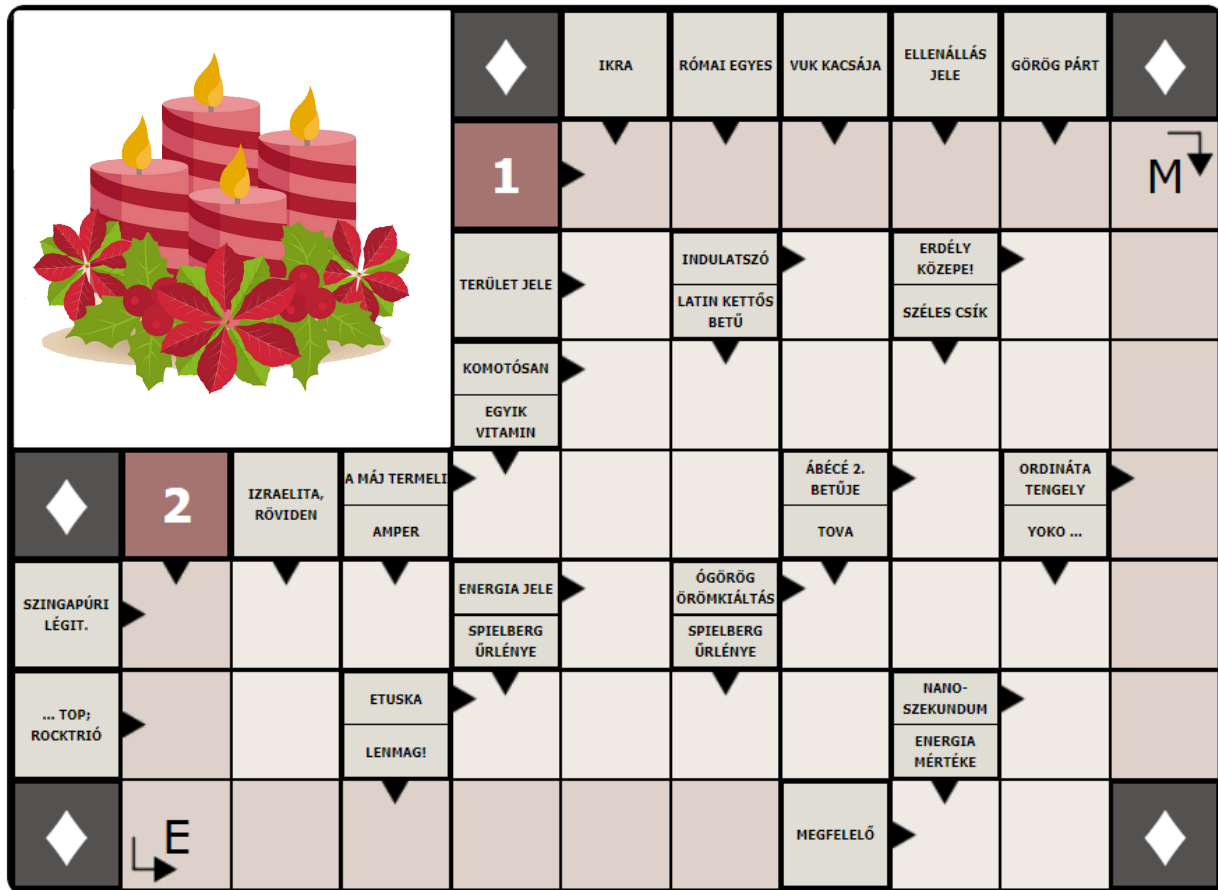 IKRA
RÓMAI EGYES
VUK KACSÁJA
ELLENÁLLÁS
JELE
GÖRÖG PÁRT
1
M
TERÜLET JELE
INDULATSZÓ
LATIN KETTŐS
BETŰ
ERDÉLY
KÖZEPE!
SZÉLES CSÍK
KOMOTÓSAN
EGYIK
VITAMIN
2
IZRAELITA,
RÖVIDEN
A MÁJ TERMELI
AMPER
ÁBÉCÉ 2.
BETŰJE
TOVA
ORDINÁTA
TENGELY
YOKO ...
SZINGAPÚRI
LÉGIT.
ENERGIA JELE
SPIELBERG
ŰRLÉNYE
ÓGÖRÖG
ÖRÖMKIÁLTÁS
SPIELBERG
ŰRLÉNYE
... TOP;
ROCKTRIÓ
ETUSKA
LENMAG!
NANO-
SZEKUNDUM
ENERGIA
MÉRTÉKE
E
MEGFELELŐ